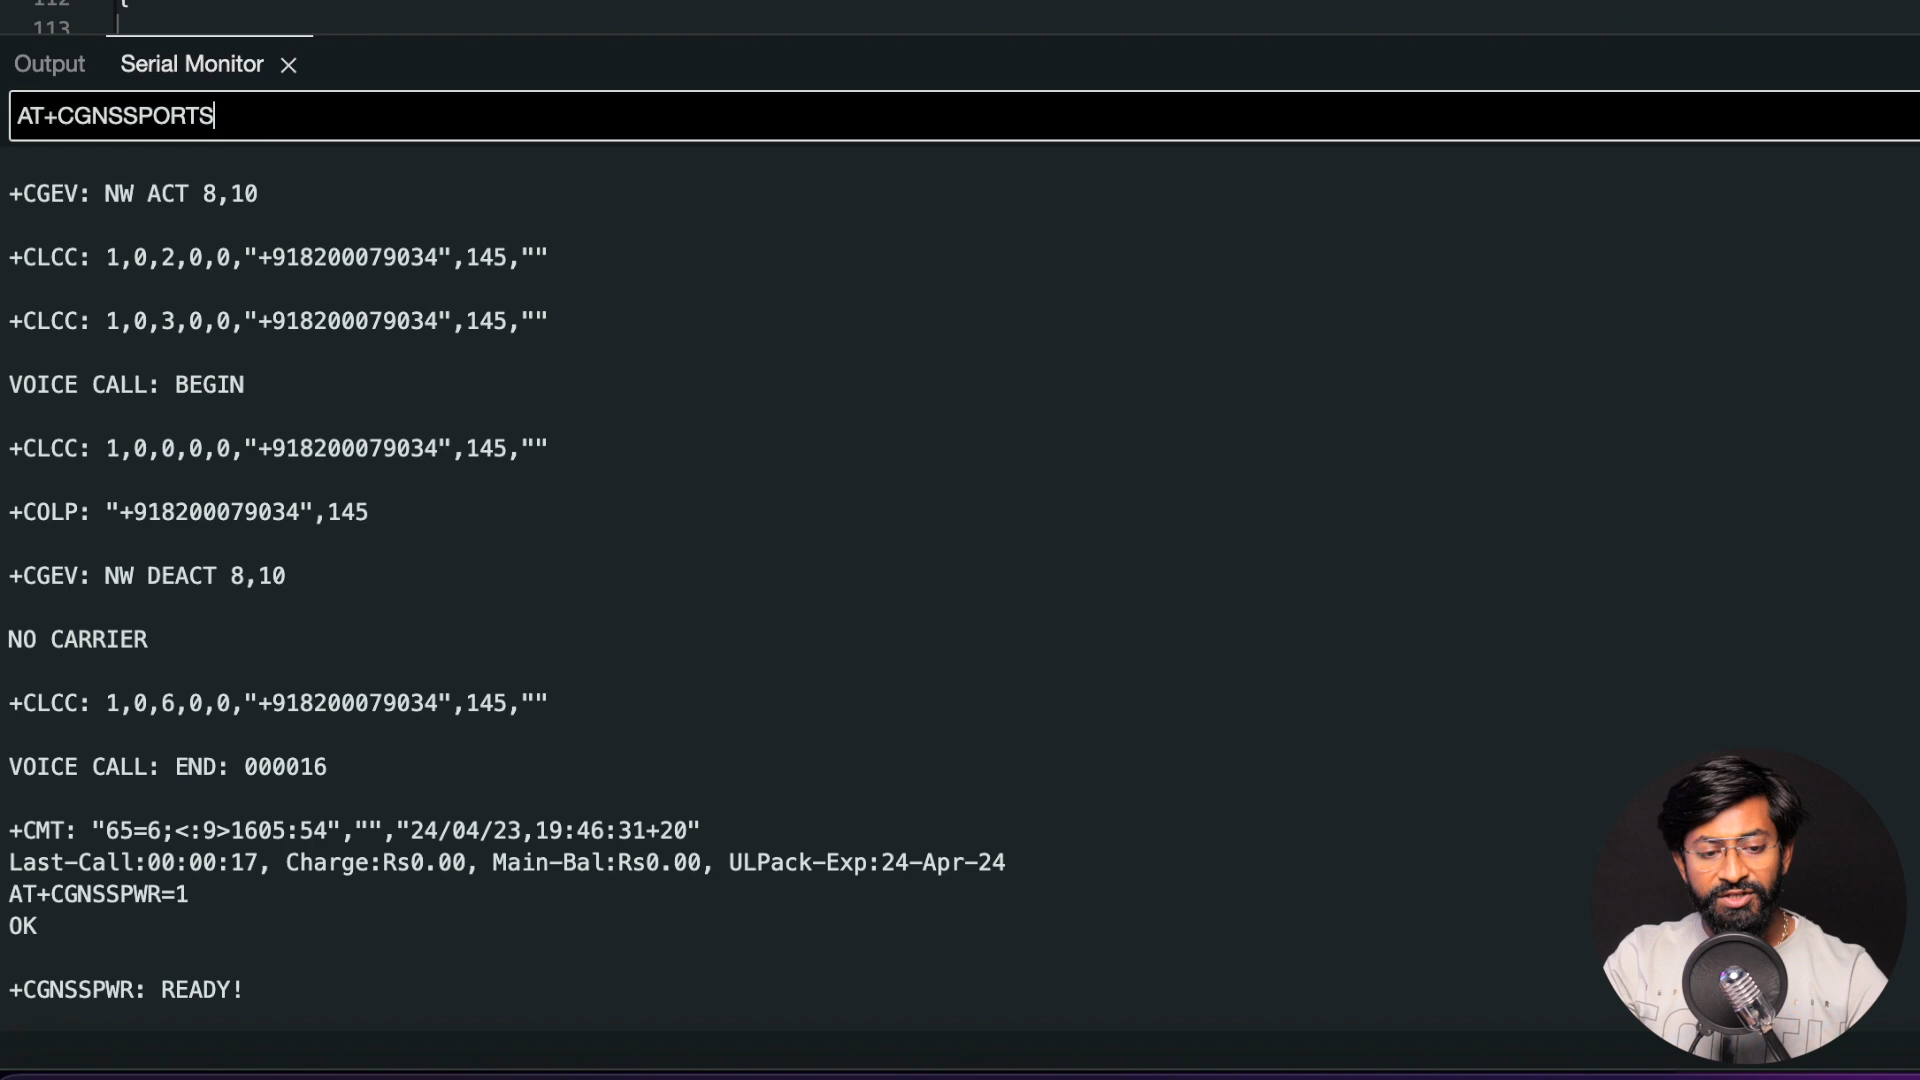 112 {
113
Output Serial Monitor
AT+CGNSSPORTS
+CGEV: NW ACT 8,10
+CLCC: 1,0,2,0,0,"+918200079034",145,""
+CLCC: 1,0,3,0,0,"+918200079034",145,""
VOICE CALL: BEGIN
+CLCC: 1,0,0,0,0,"+918200079034",145,""
+COLP: "+918200079034",145
+CGEV: NW DEACT 8,10
NO CARRIER
+CLCC: 1,0,6,0,0,"+918200079034",145,""
VOICE CALL: END: 000016
+CMT: "65=6;<:9>1605:54","","24/04/23,19:46:31+20"
Last-Call:00:00:17, Charge:Rs0.00, Main-Bal:Rs0.00, ULPack-Exp:24-Apr-24
AT+CGNSSPWR=1
OK
+CGNSSPWR: READY!